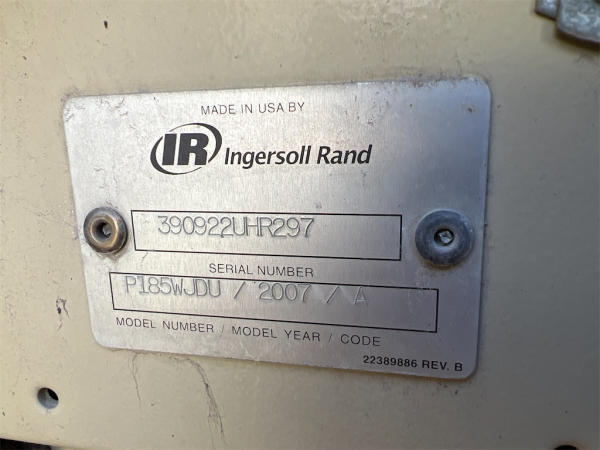 MADE IN USA BY
IR Ingersoll Rand
390922UHR297
SERIAL NUMBER
P185WJDU / 2007 / A
MODEL NUMBER / MODEL YEAR / CODE
22389886 REV. B